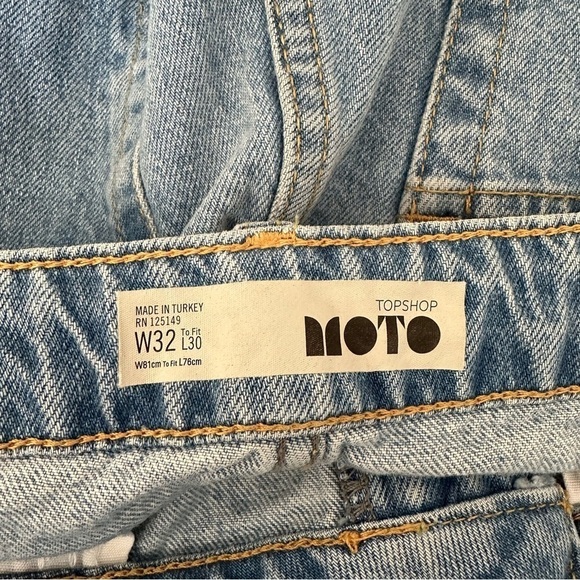 MADE IN TURKEY
RN 125149
W32 To Fit L30
W81cm To Fit L76cm
TOPSHOP
MOTO